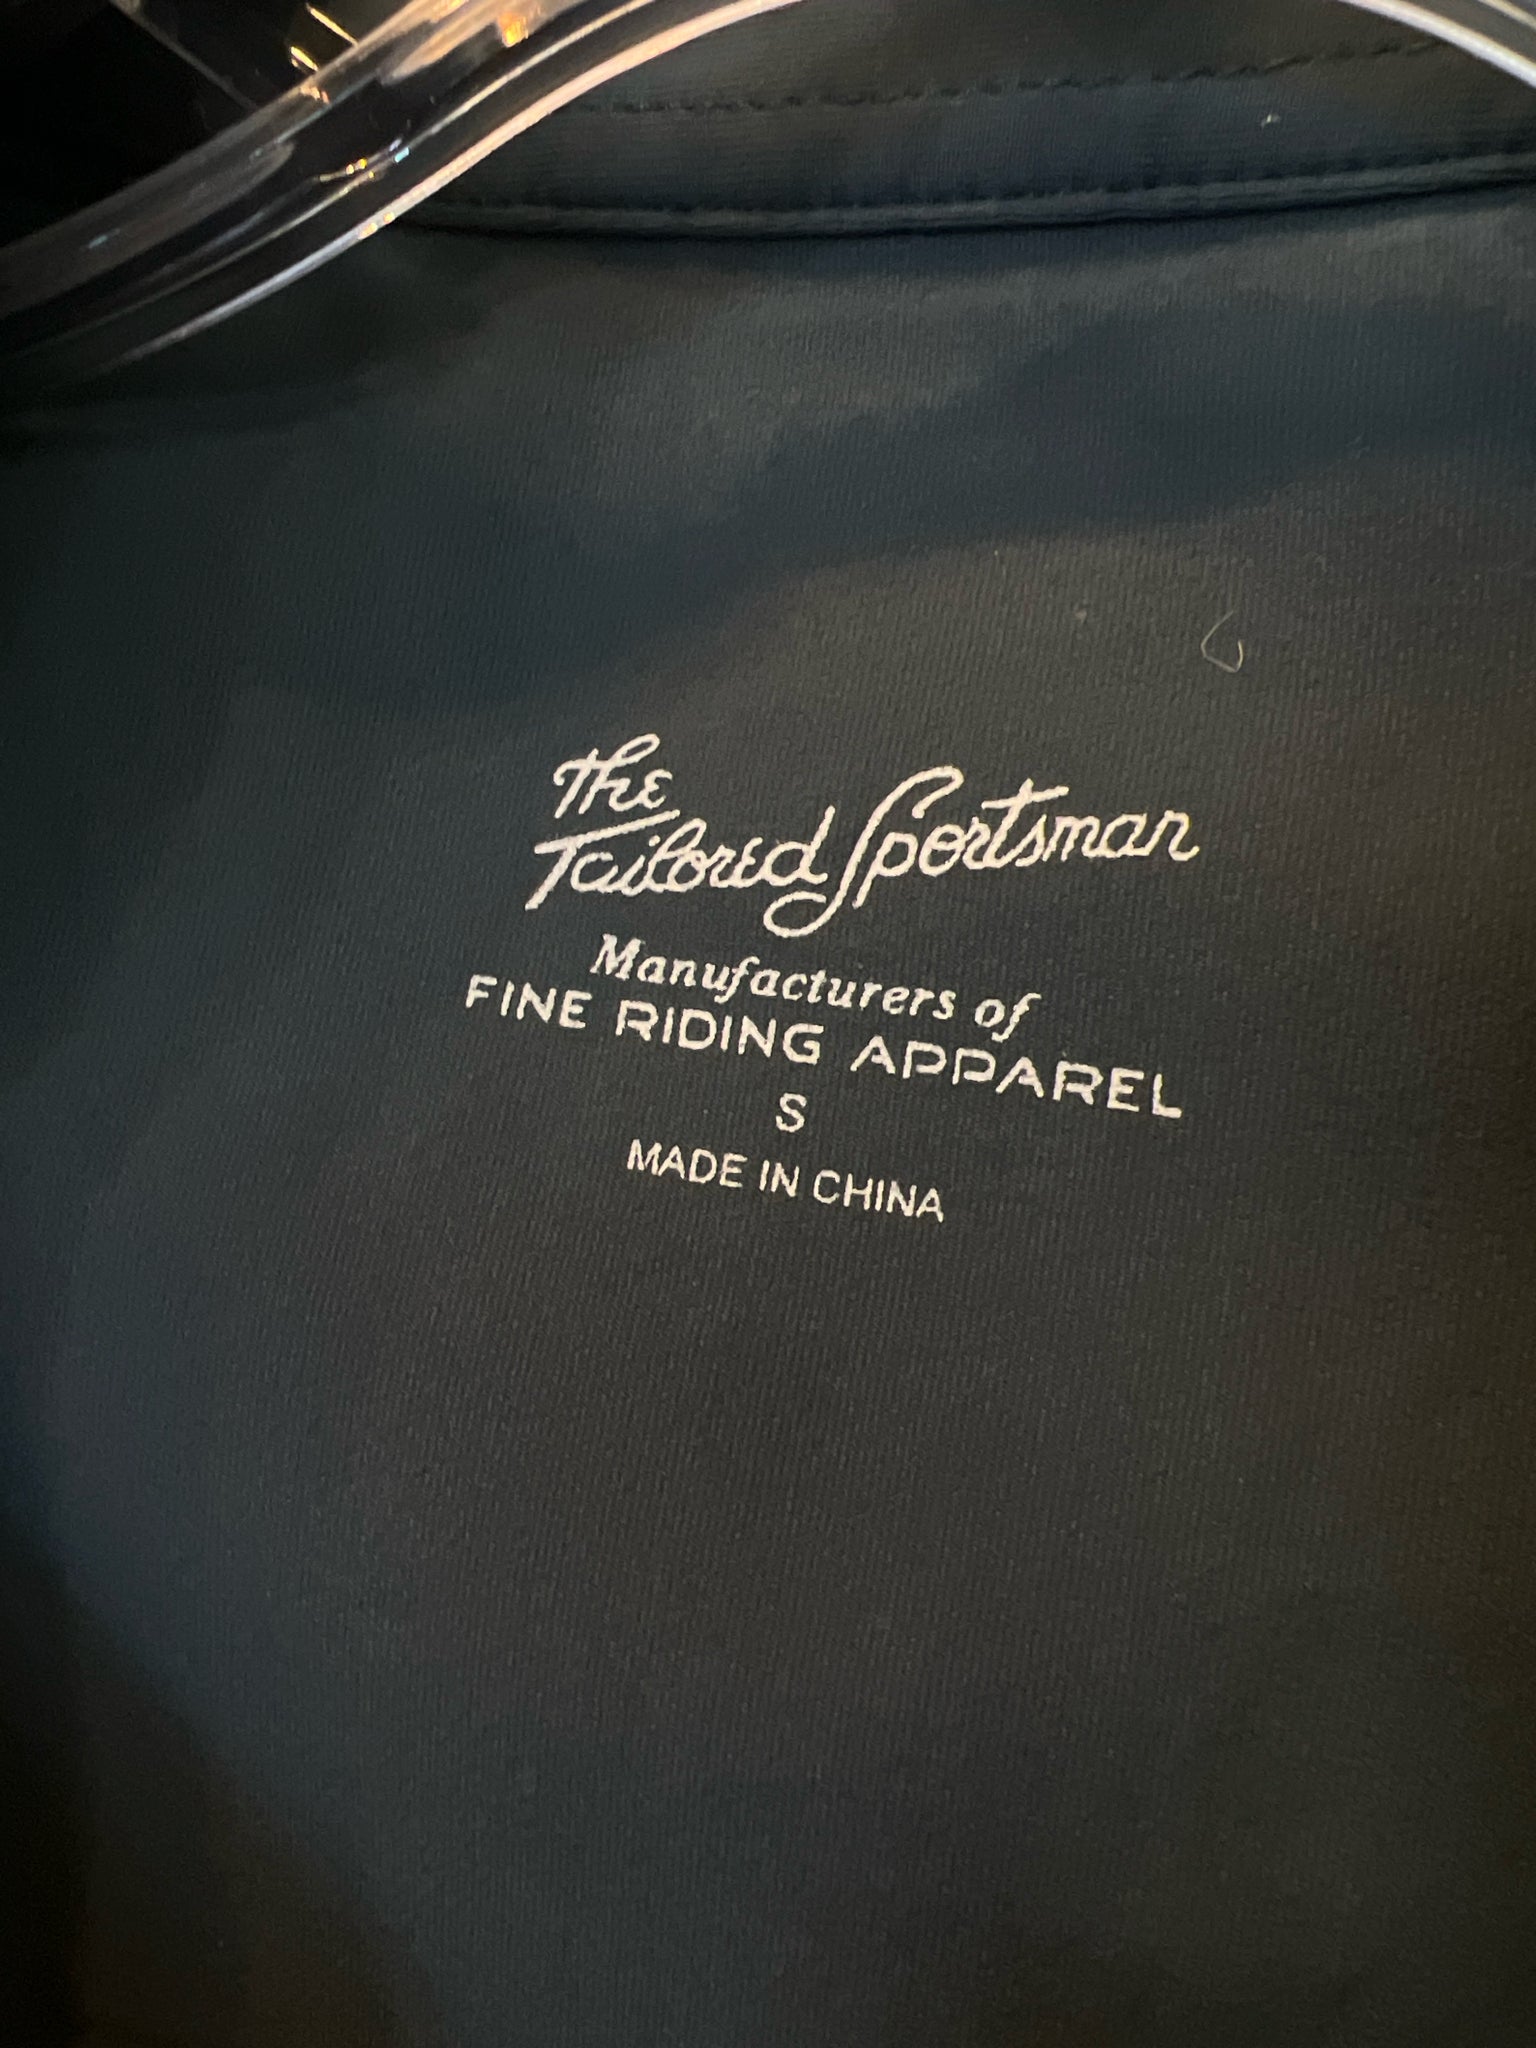 The
Tailored Sportsman
Manufacturers of
FINE RIDING APPAREL
S
MADE IN CHINA